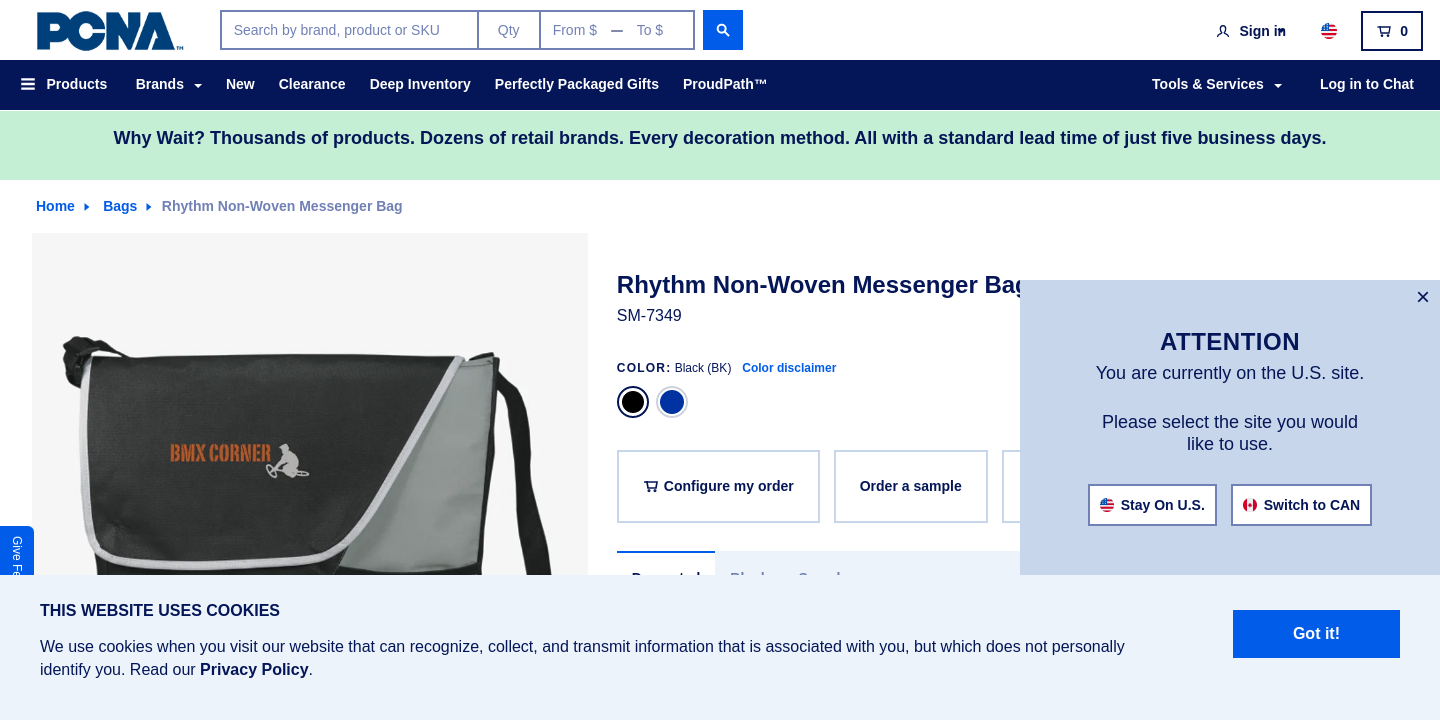 PCNA™
Search by brand, product or SKU
Qty
From $ — To $
Sign in
0
Products
Brands
New
Clearance
Deep Inventory
Perfectly Packaged Gifts
ProudPath™
Tools & Services
Log in to Chat
Why Wait? Thousands of products. Dozens of retail brands. Every decoration method. All with a standard lead time of just five business days.
Home
Bags
Rhythm Non-Woven Messenger Bag
BMX CORNER
Rhythm Non-Woven Messenger Bag
SM-7349
COLOR: Black (BK) Color disclaimer
Configure my order
Order a sample
×
ATTENTION
You are currently on the U.S. site.
Please select the site you would
like to use.
Stay On U.S.
Switch to CAN
Give
THIS WEBSITE USES COOKIES
We use cookies when you visit our website that can recognize, collect, and transmit information that is associated with you, but which does not personally
identify you. Read our Privacy Policy.
Got it!